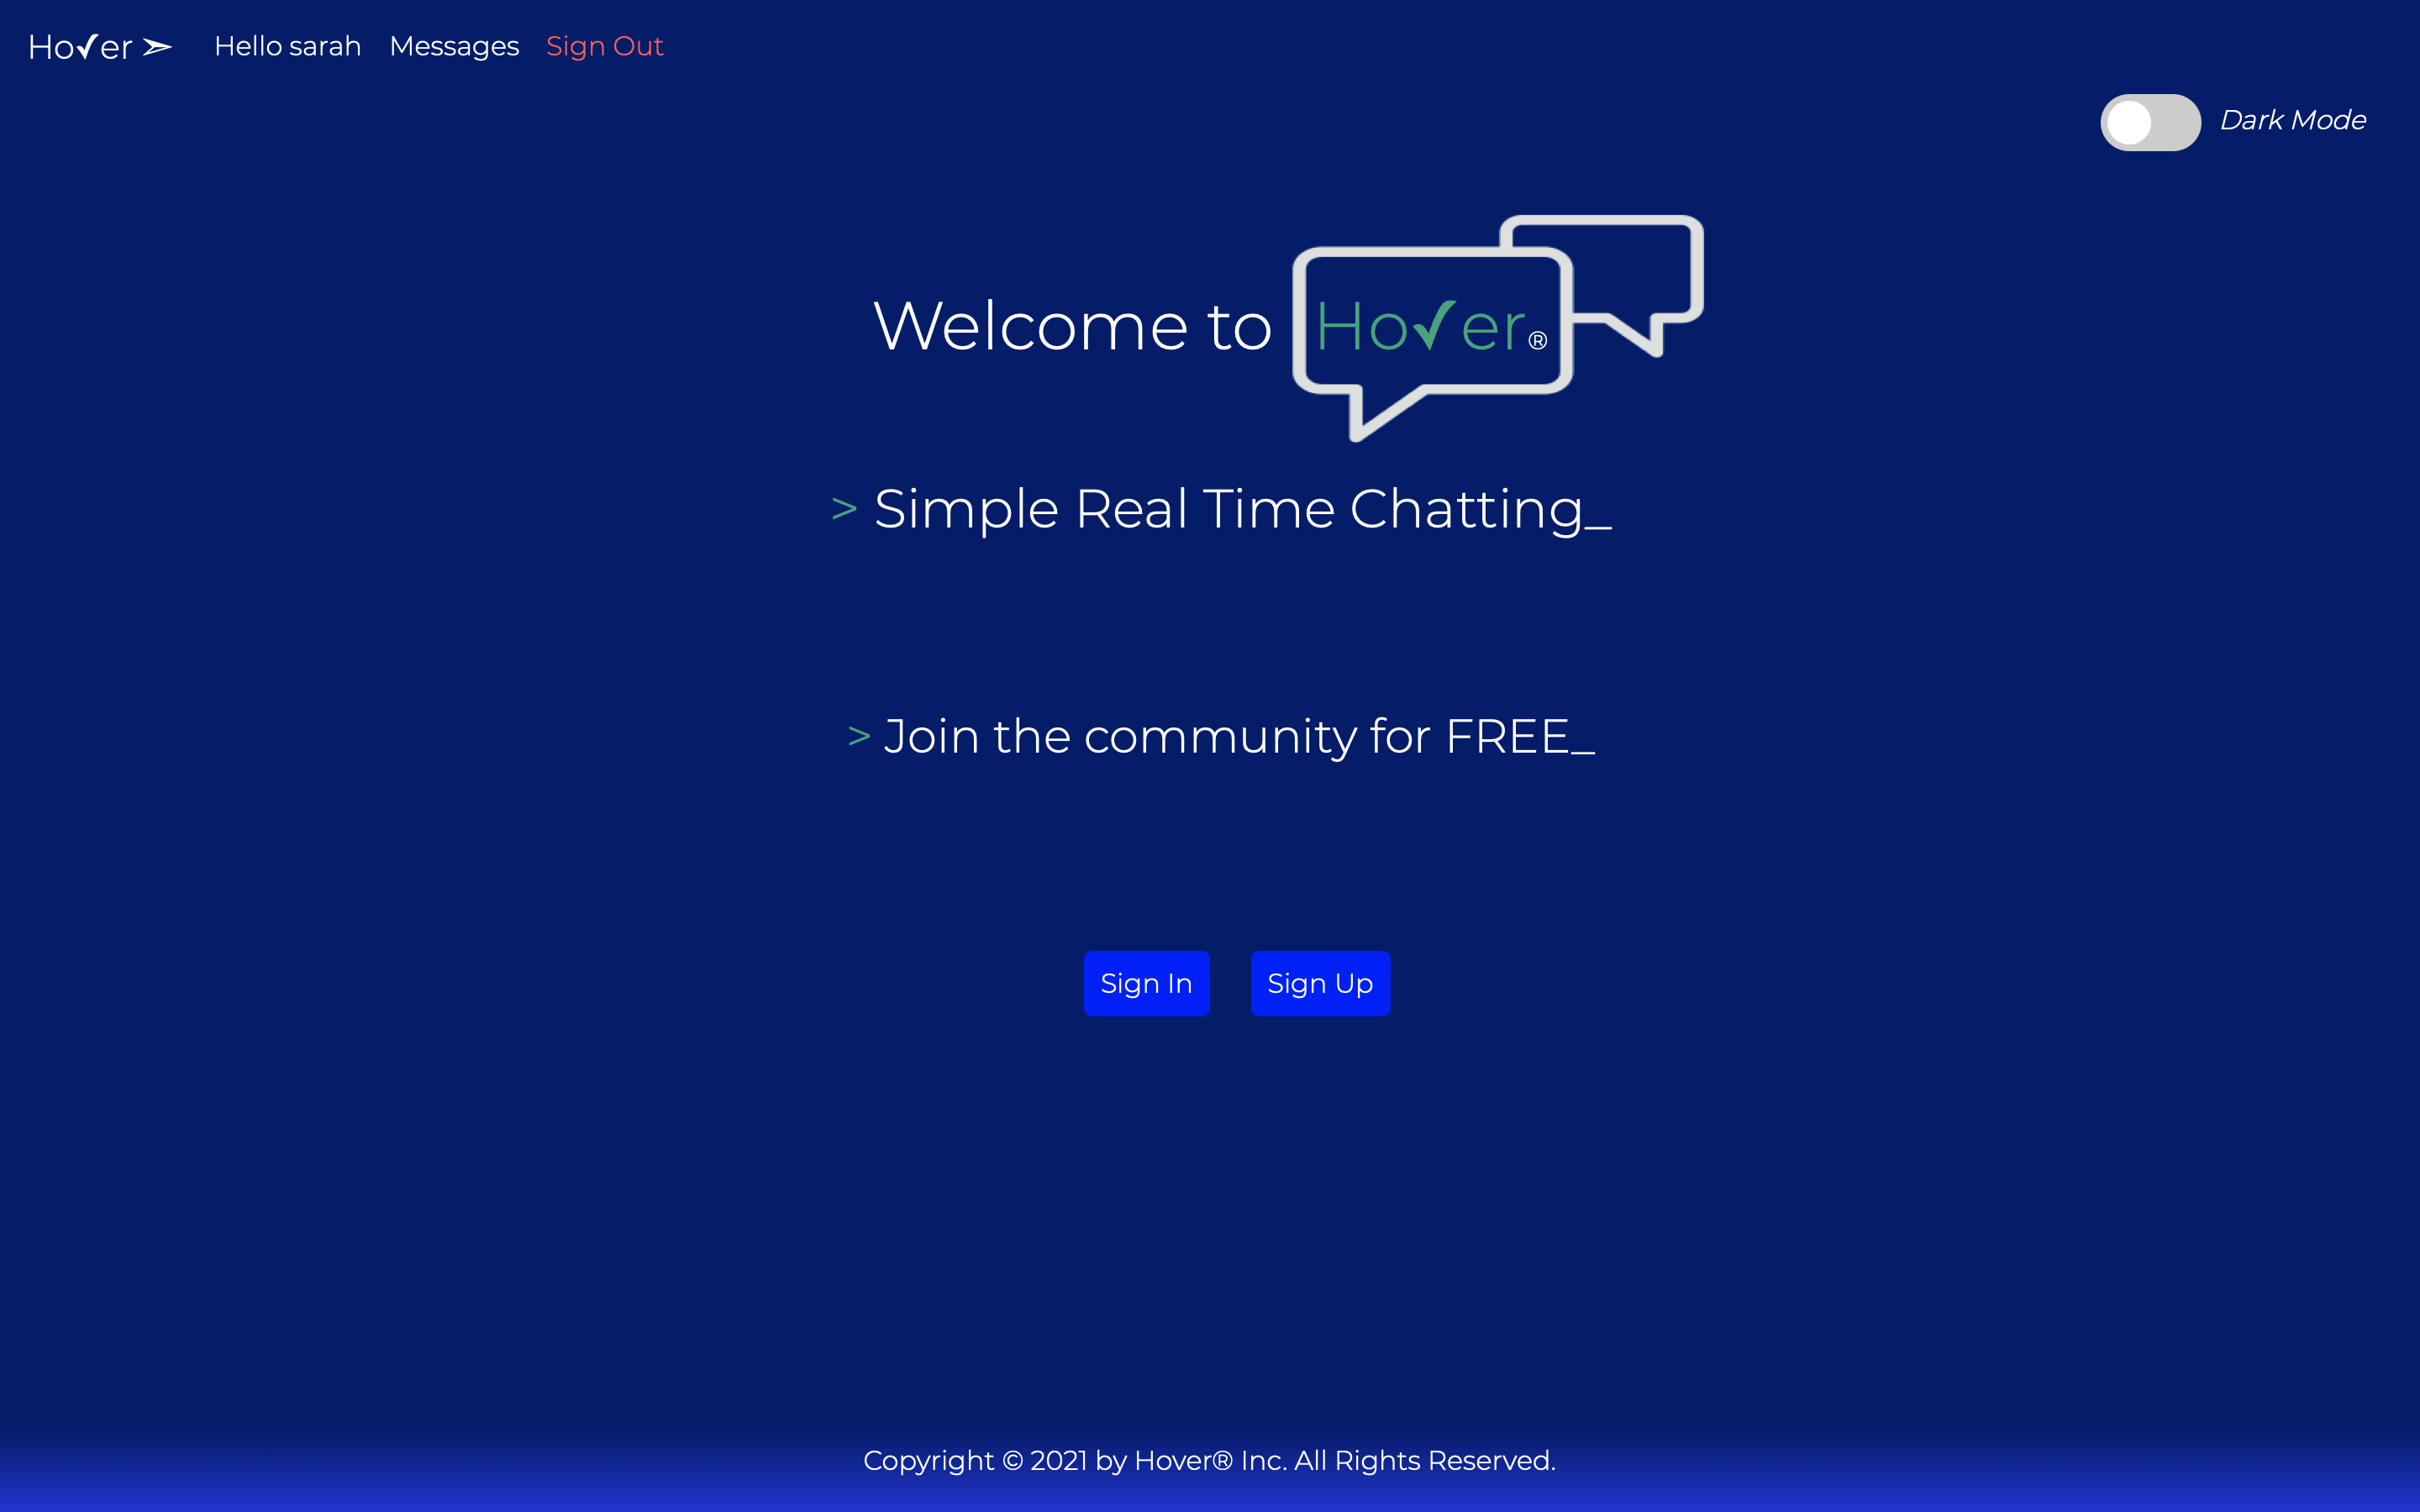 Ho✓er ➢ Hello sarah Messages Sign Out
Dark Mode
Welcome to Ho✓er®
> Simple Real Time Chatting_
> Join the community for FREE_
Sign In Sign Up
Copyright © 2021 by Hover® Inc. All Rights Reserved.